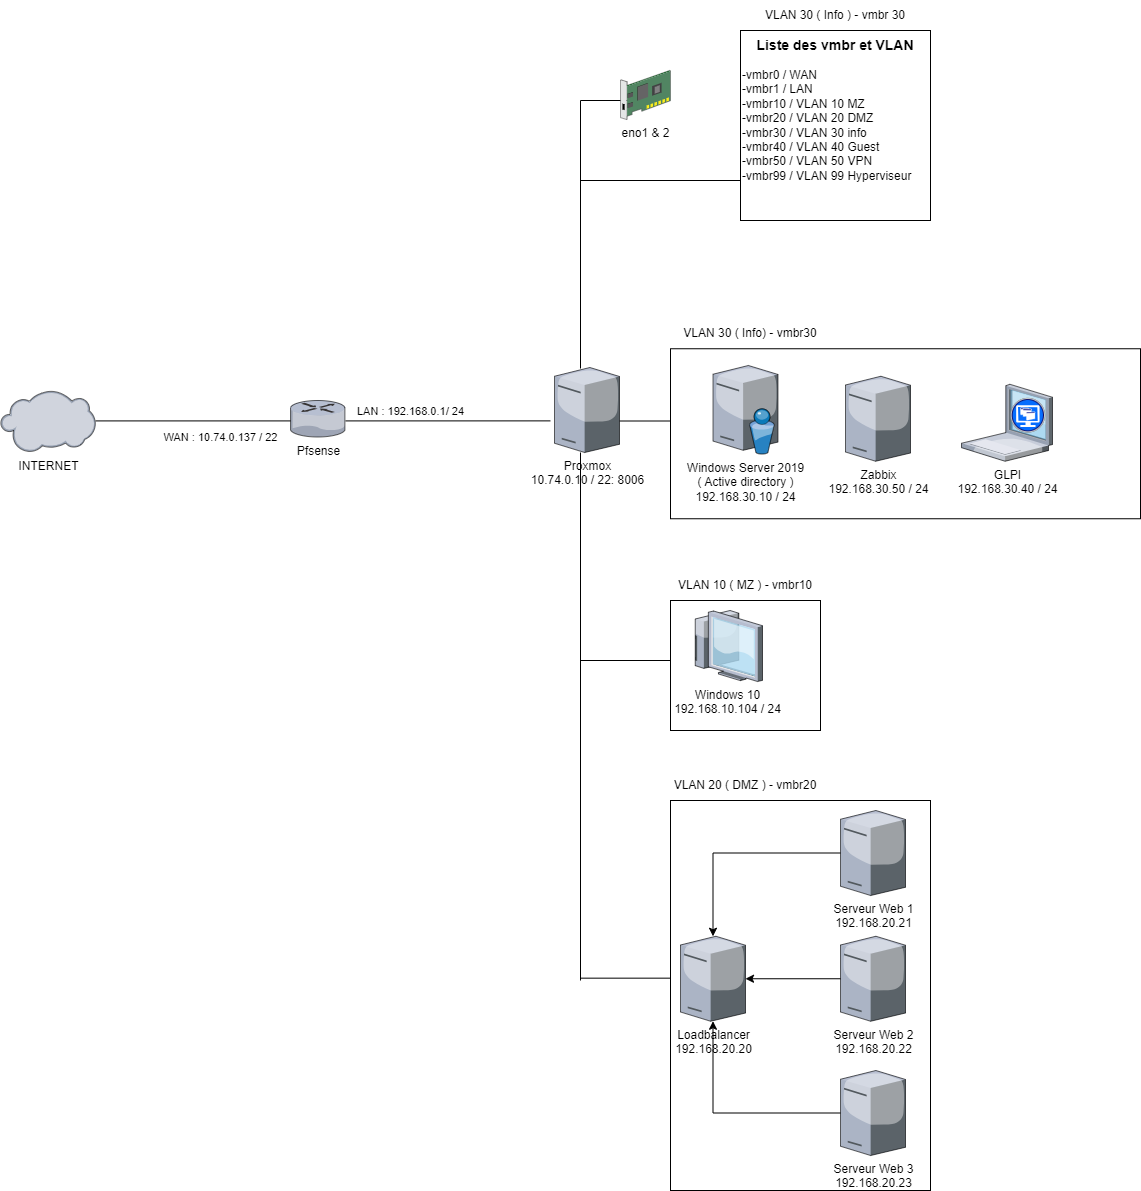 VLAN 30 ( Info ) - vmbr 30
Liste des vmbr et VLAN
-vmbr0 / WAN
-vmbr1 / LAN
-vmbr10 / VLAN 10 MZ
-vmbr20 / VLAN 20 DMZ
-vmbr30 / VLAN 30 info
-vmbr40 / VLAN 40 Guest
-vmbr50 / VLAN 50 VPN
-vmbr99 / VLAN 99 Hyperviseur
eno1 & 2
INTERNET
WAN : 10.74.0.137 / 22
Pfsense
LAN : 192.168.0.1/ 24
Proxmox
10.74.0.10 / 22: 8006
VLAN 30 ( Info) - vmbr30
Windows Server 2019
( Active directory )
192.168.30.10 / 24
Zabbix
192.168.30.50 / 24
GLPI
192.168.30.40 / 24
VLAN 10 ( MZ ) - vmbr10
Windows 10
192.168.10.104 / 24
VLAN 20 ( DMZ ) - vmbr20
Serveur Web 1
192.168.20.21
Loadbalancer
192.168.20.20
Serveur Web 2
192.168.20.22
Serveur Web 3
192.168.20.23